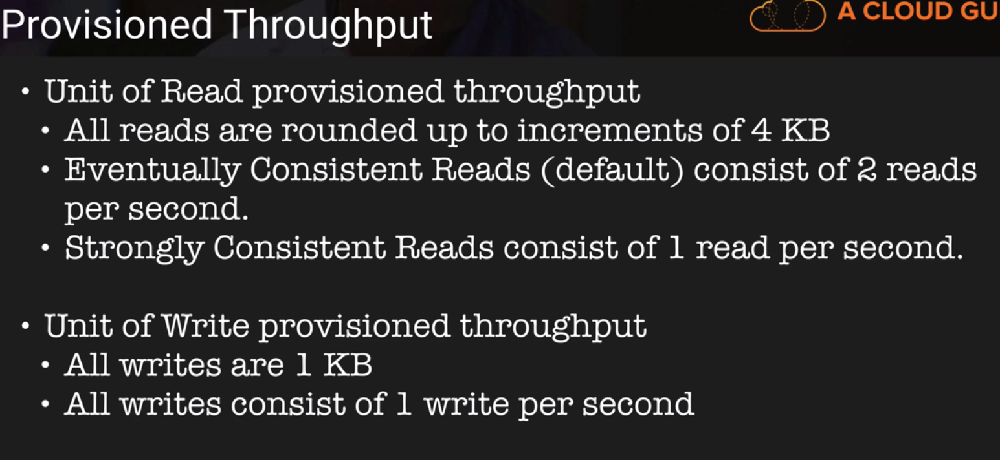 Provisioned Throughput
A CLOUD GU
• Unit of Read provisioned throughput
• All reads are rounded up to increments of 4 KB
• Eventually Consistent Reads (default) consist of 2 reads
per second.
• Strongly Consistent Reads consist of 1 read per second.
• Unit of Write provisioned throughput
• All writes are 1 KB
• All writes consist of 1 write per second